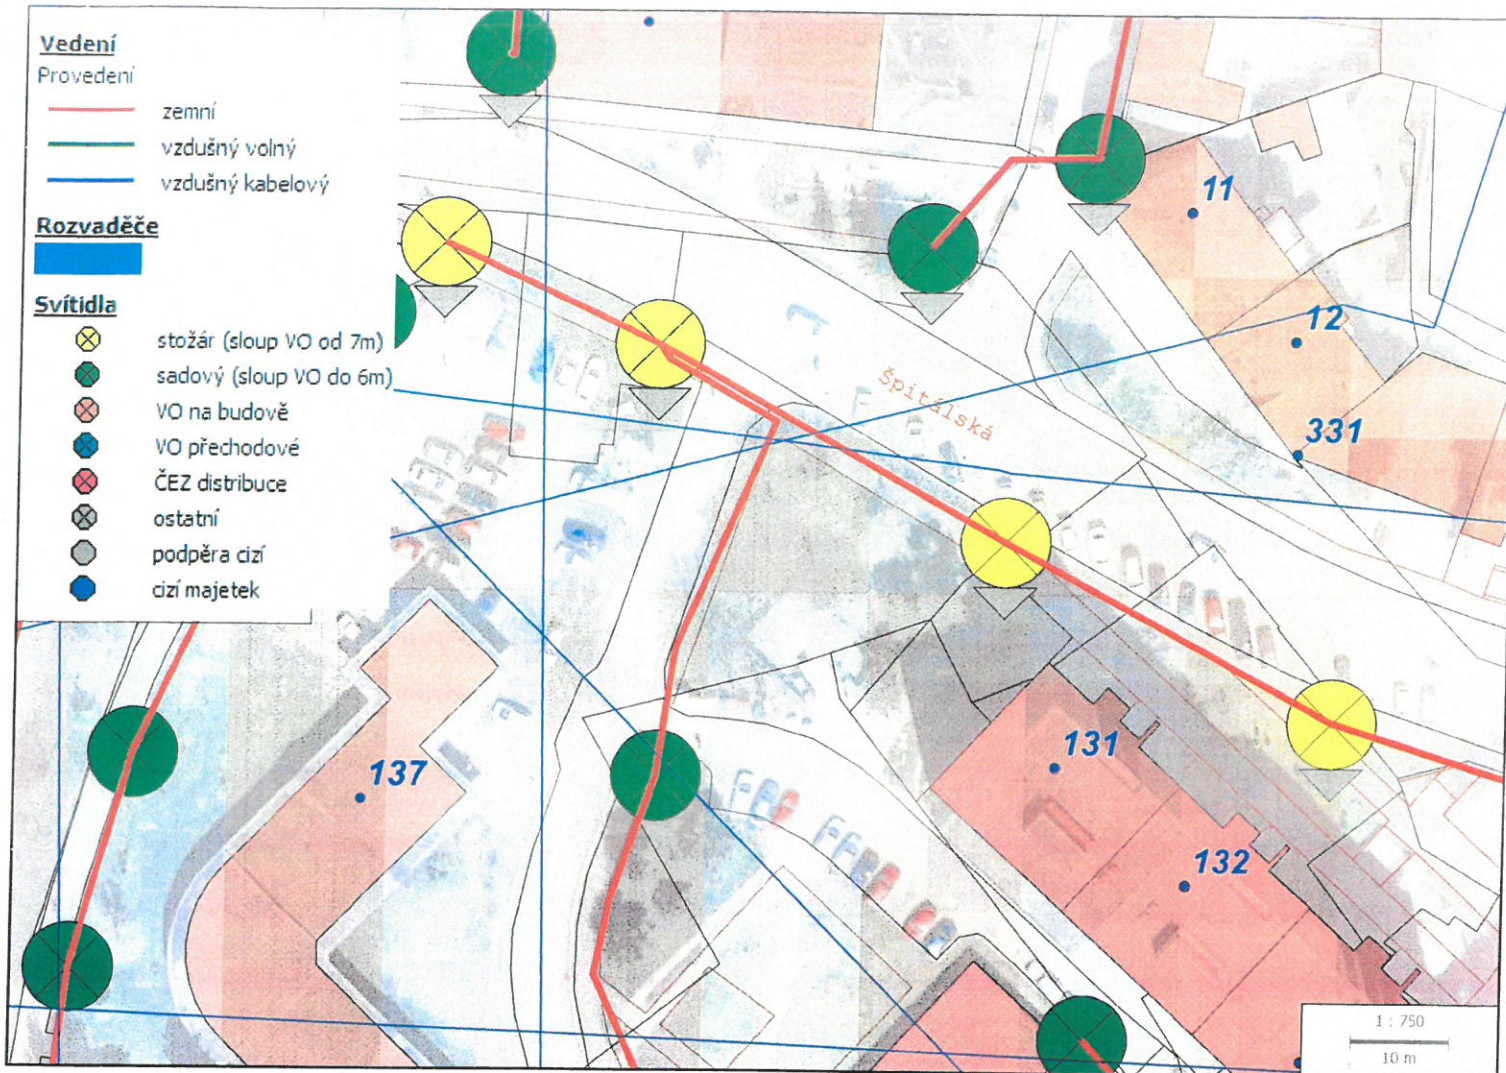 Vedení
Provedení
zemní
vzdušný volný
vzdušný kabelový
Rozvaděče
Svítidla
stožár (sloup VO od 7m)
sadový (sloup VO do 6m)
VO na budově
VO přechodové
ČEZ distribuce
ostatní
podpěra cizí
cizí majetek
11
12
Špitálská
331
131
137
132
1 : 750
10 m